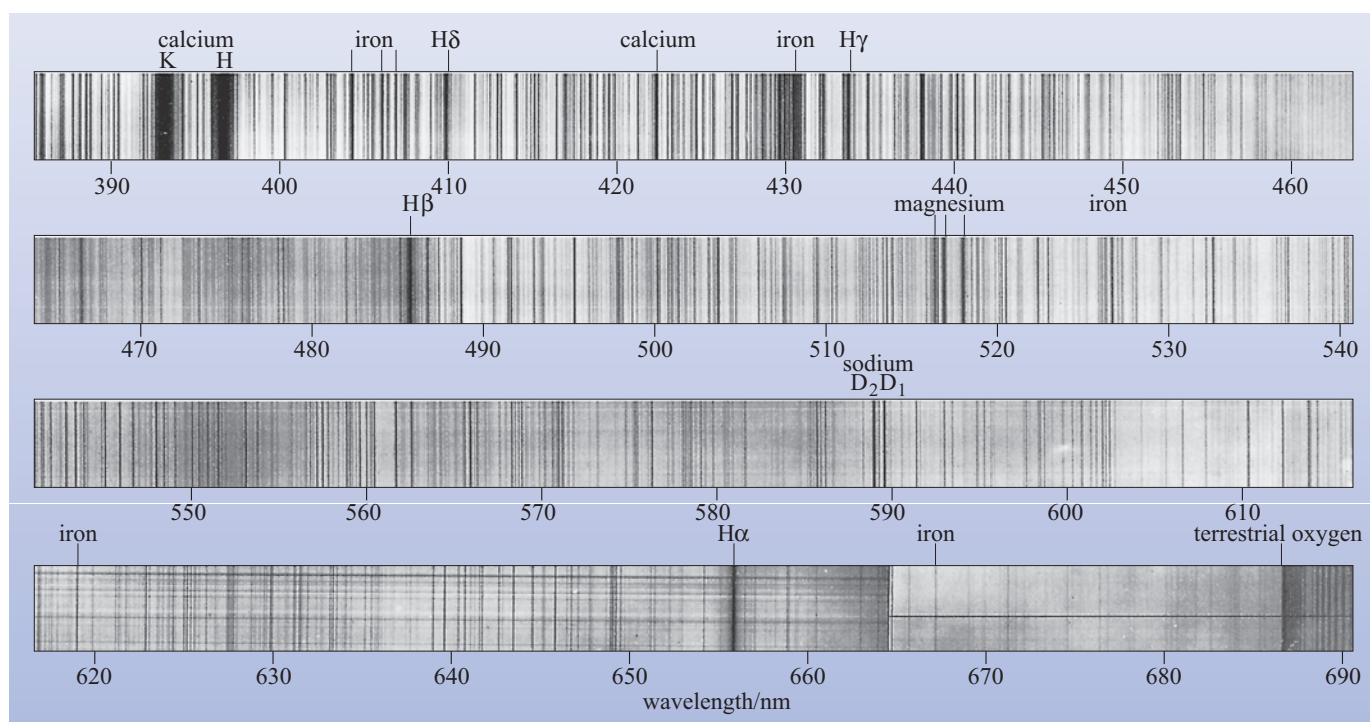 calcium iron Hδ calcium iron Hγ
K H
390 400 410 420 430 440 450 460
Hβ magnesium iron
470 480 490 500 510 520 530 540
sodium
D₂D₁
550 560 570 580 590 600 610
iron Hα iron terrestrial oxygen
620 630 640 650 660 670 680 690
wavelength/nm